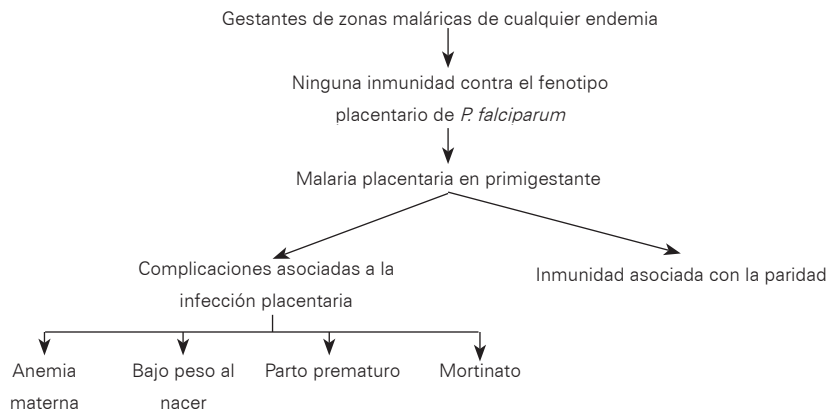 Gestantes de zonas maláricas de cualquier endemia
Ninguna inmunidad contra el fenotipo
placentario de P. falciparum
Malaria placentaria en primigestante
Complicaciones asociadas a la
infección placentaria
Inmunidad asociada con la paridad
Anemia
materna
Bajo peso al
nacer
Parto prematuro
Mortinato